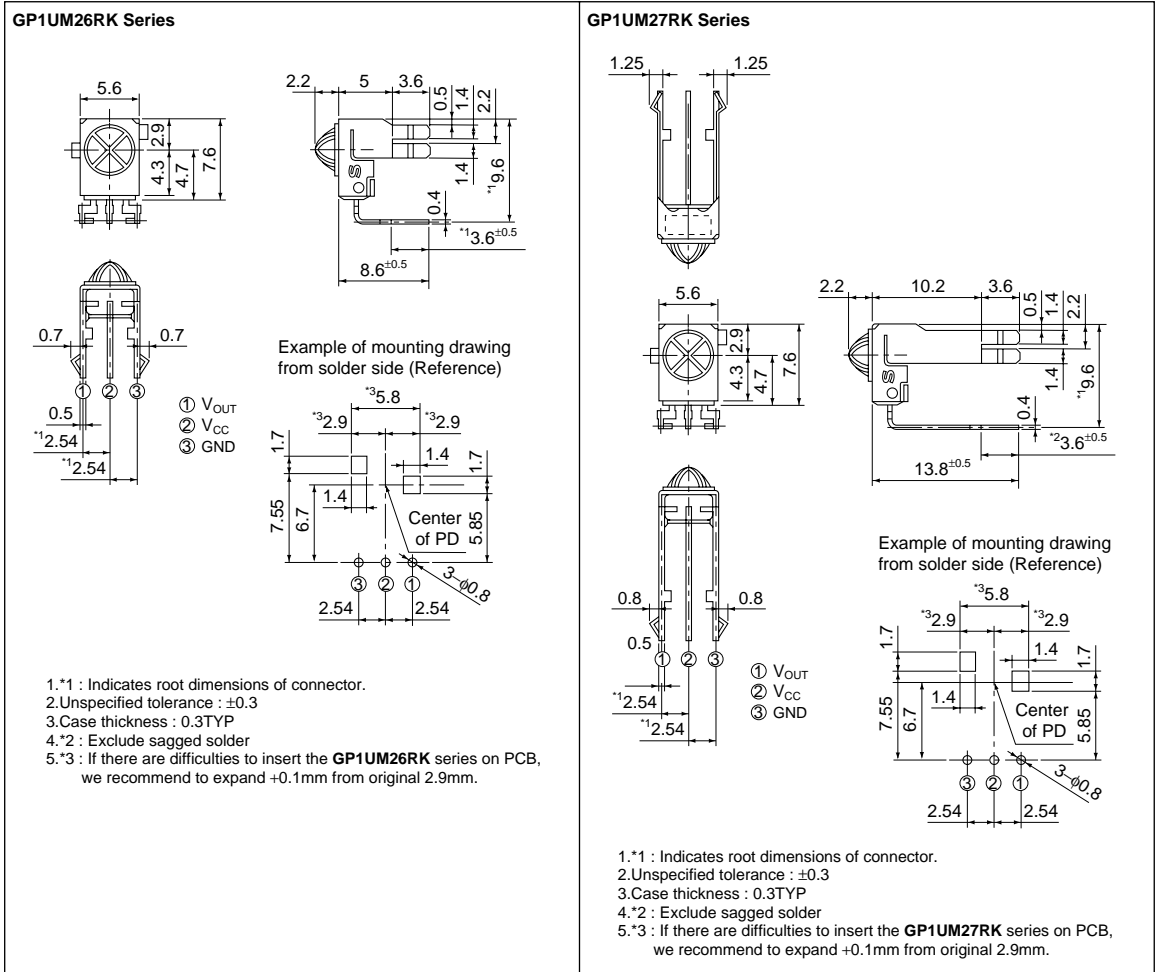 GP1UM26RK Series
5.6
2.9
4.3
4.7
7.6
2.2
5
3.6
0.5
1.4
2.2
1.4
*19.6
0.4
*13.6±0.5
8.6±0.5
S
0.7
0.7
① ② ③
0.5
*12.54
*12.54
① VOUT
② VCC
③ GND
Example of mounting drawing
from solder side (Reference)
*35.8
*32.9
*32.9
1.7
1.4
1.7
1.4
7.55
6.7
Center
of PD
5.85
③ ② ①
3–φ0.8
2.54
2.54
1.*1 : Indicates root dimensions of connector.
2.Unspecified tolerance : ±0.3
3.Case thickness : 0.3TYP
4.*2 : Exclude sagged solder
5.*3 : If there are difficulties to insert the GP1UM26RK series on PCB,
we recommend to expand +0.1mm from original 2.9mm.
GP1UM27RK Series
1.25
1.25
5.6
2.9
4.3
4.7
7.6
2.2
10.2
3.6
0.5
1.4
2.2
1.4
*19.6
0.4
*23.6±0.5
13.8±0.5
S
0.8
0.8
0.5
① ② ③
*12.54
*12.54
① VOUT
② VCC
③ GND
Example of mounting drawing
from solder side (Reference)
*35.8
*32.9
*32.9
1.7
1.4
1.7
1.4
7.55
6.7
Center
of PD
5.85
③ ② ①
3–φ0.8
2.54
2.54
1.*1 : Indicates root dimensions of connector.
2.Unspecified tolerance : ±0.3
3.Case thickness : 0.3TYP
4.*2 : Exclude sagged solder
5.*3 : If there are difficulties to insert the GP1UM27RK series on PCB,
we recommend to expand +0.1mm from original 2.9mm.